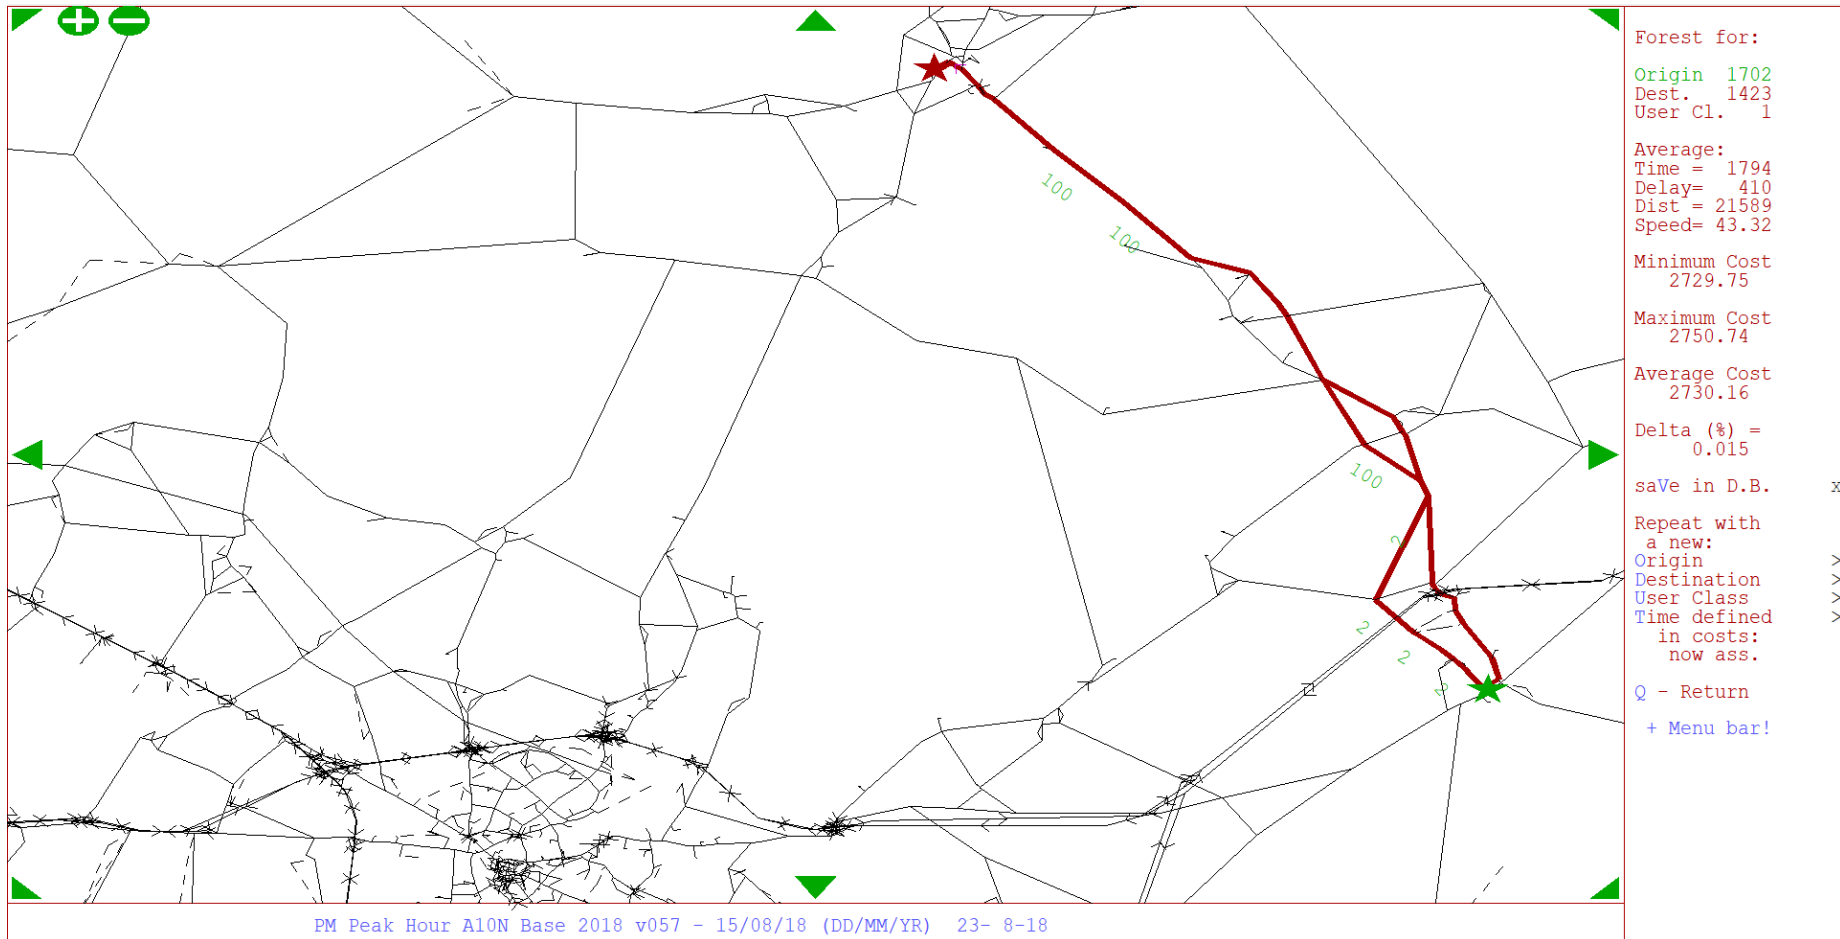 Forest for:
Origin 1702
Dest. 1423
User Cl. 1
Average:
Time = 1794
Delay= 410
Dist = 21589
Speed= 43.32
Minimum Cost
2729.75
Maximum Cost
2750.74
Average Cost
2730.16
Delta (%) =
0.015
saVe in D.B. x
Repeat with
a new:
Origin >
Destination >
User Class >
Time defined >
in costs:
now ass.
Q - Return
+ Menu bar!
100
100
100
2
2
2
2
PM Peak Hour A10N Base 2018 v057 - 15/08/18 (DD/MM/YR) 23- 8-18